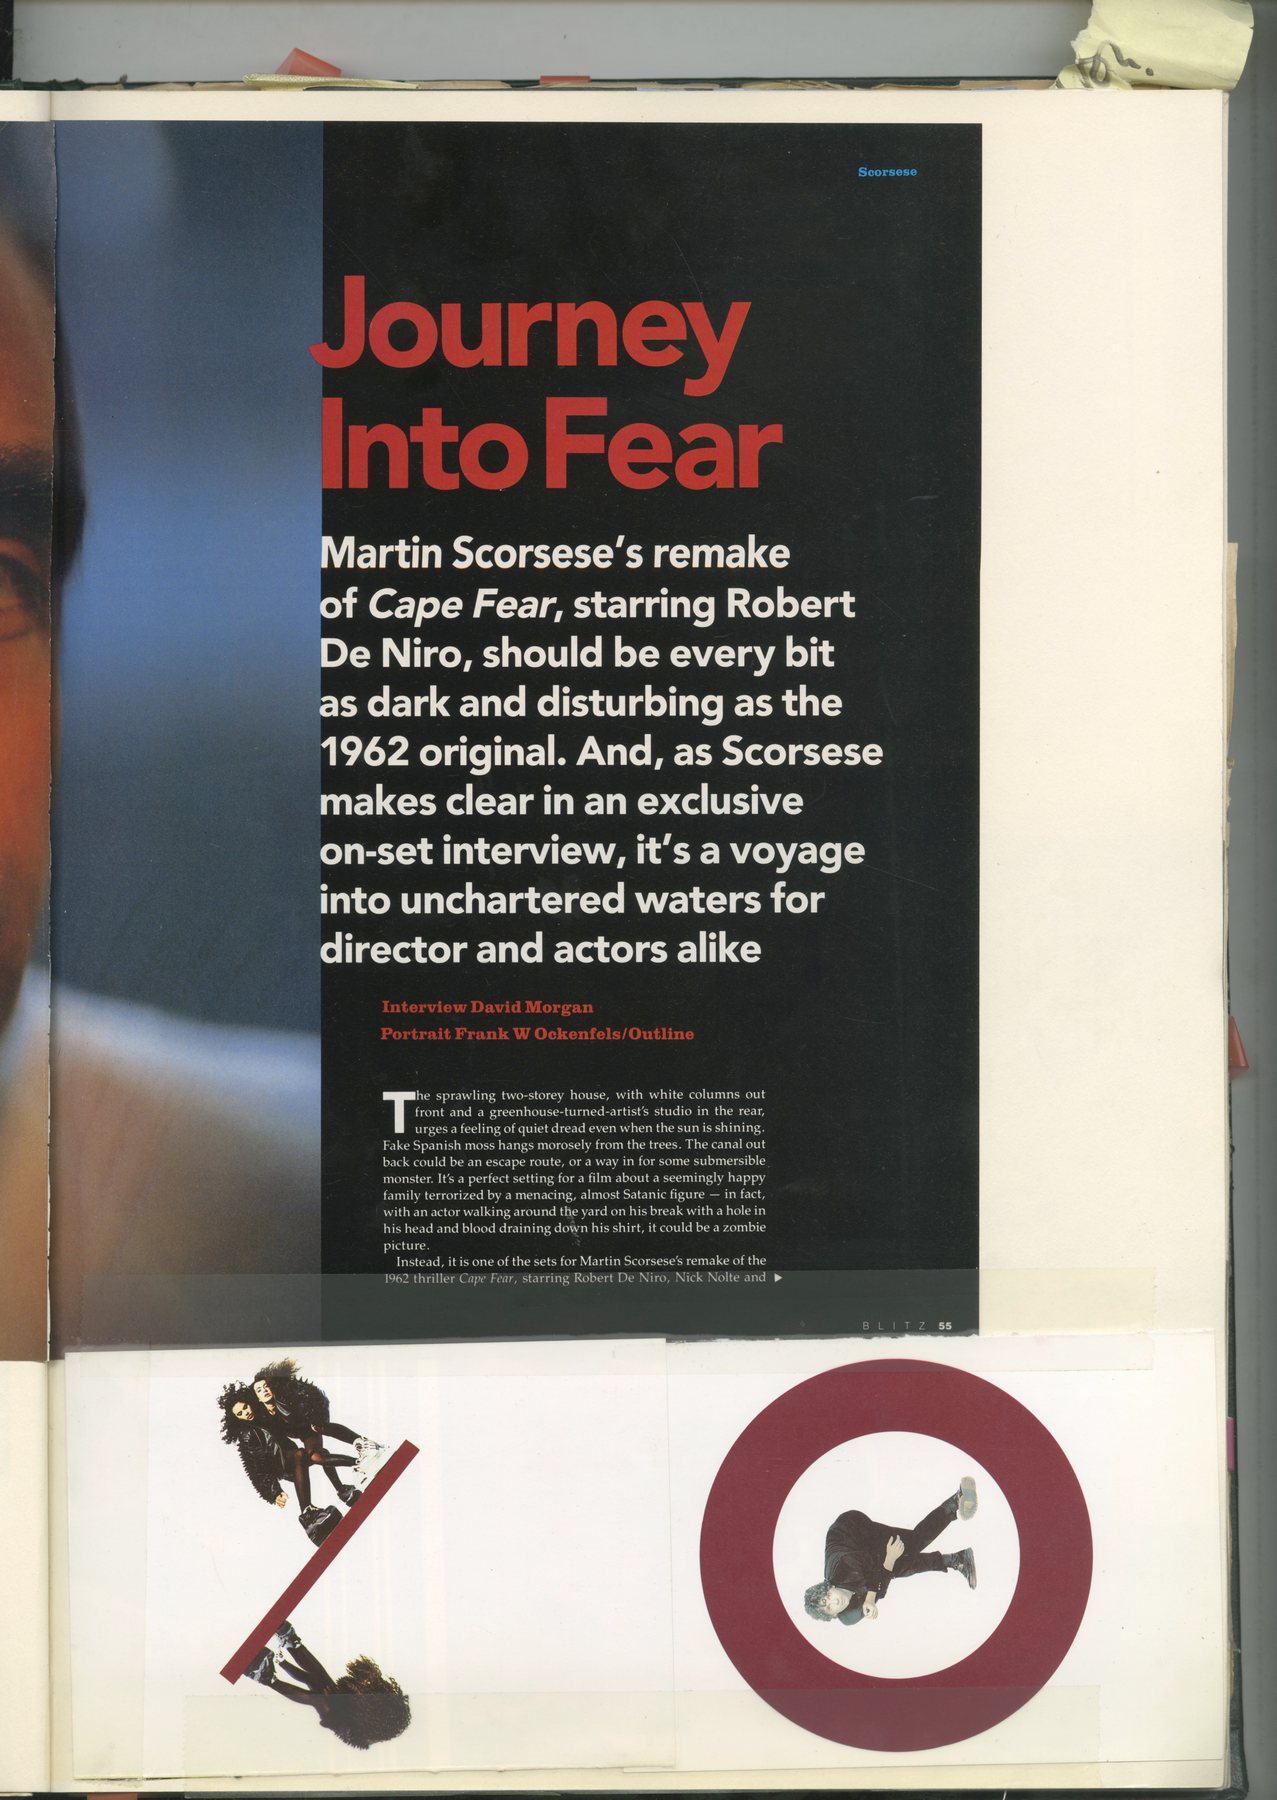 Scorsese
Journey
Into Fear
Martin Scorsese's remake
of Cape Fear, starring Robert
De Niro, should be every bit
as dark and disturbing as the
1962 original. And, as Scorsese
makes clear in an exclusive
on-set interview, it's a voyage
into unchartered waters for
director and actors alike
Interview David Morgan
Portrait Frank W Ockenfels/Outline
The sprawling two-storey house, with white columns out
front and a greenhouse-turned-artist's studio in the rear,
urges a feeling of quiet dread even when the sun is shining.
Fake Spanish moss hangs morosely from the trees. The canal out
back could be an escape route, or a way in for some submersible
monster. It's a perfect setting for a film about a seemingly happy
family terrorized by a menacing, almost Satanic figure — in fact,
with an actor walking around the yard on his break with a hole in
his head and blood draining down his shirt, it could be a zombie
picture.
Instead, it is one of the sets for Martin Scorsese's remake of the
1962 thriller Cape Fear, starring Robert De Niro, Nick Nolte and ▶
BLITZ 55